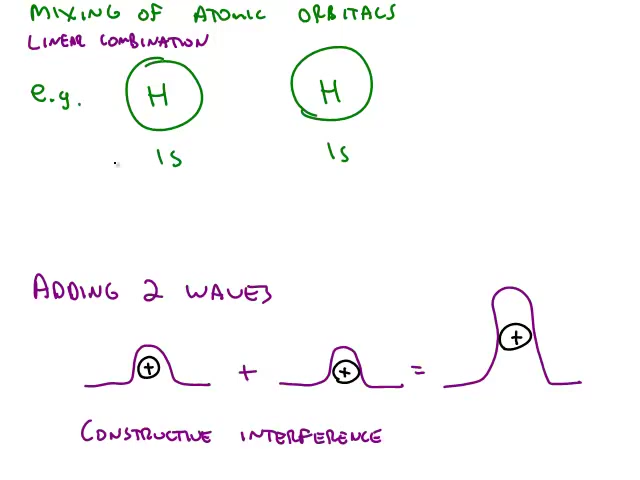 MIXING OF ATOMIC ORBITALS
LINEAR COMBINATION
e.g. H H
1s 1s
ADDING 2 WAVES
+ + + = +
CONSTRUCTIVE INTERFERENCE